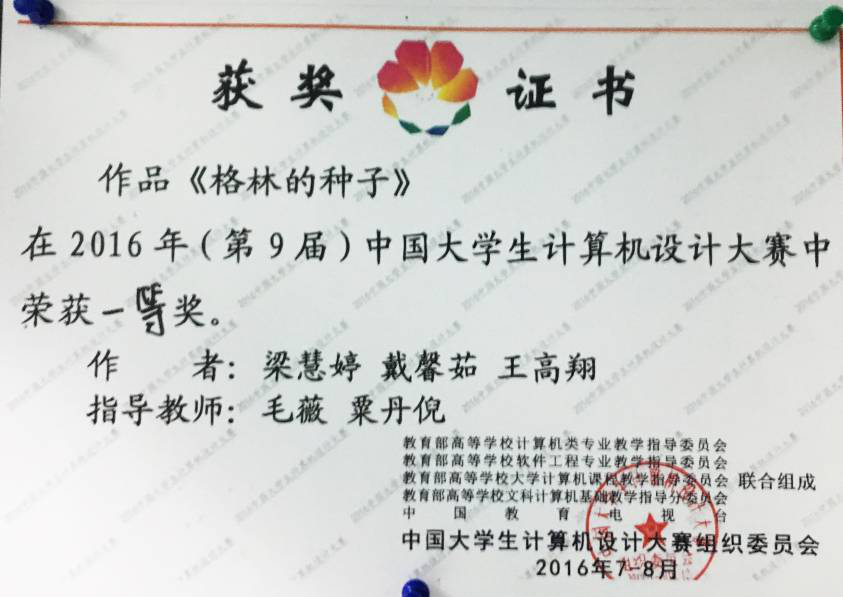 获奖 证书
作品《格林的种子》
在2016年(第9届)中国大学生计算机设计大赛中
荣获一等奖。
作 者：梁慧婷 戴馨茹 王高翔
指导教师：毛薇 粟丹倪
教育部高等学校计算机类专业教学指导委员会
教育部高等学校软件工程专业教学指导委员会
教育部高等学校大学计算机课程教学指导委员会 联合组成
教育部高等学校文科计算机基础教学指导分委员会
中 国 教 育 电 视 台
中国大学生计算机设计大赛组织委员会
2016年7-8月